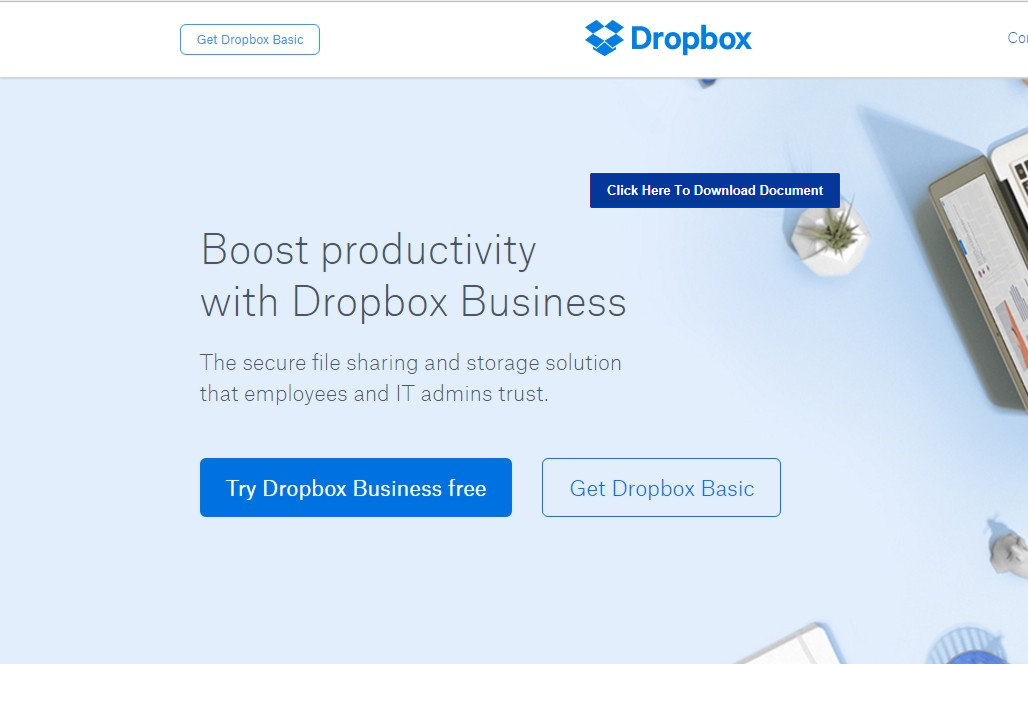 Get Dropbox Basic
Dropbox
Click Here To Download Document
Boost productivity
with Dropbox Business
The secure file sharing and storage solution
that employees and IT admins trust.
Try Dropbox Business free
Get Dropbox Basic